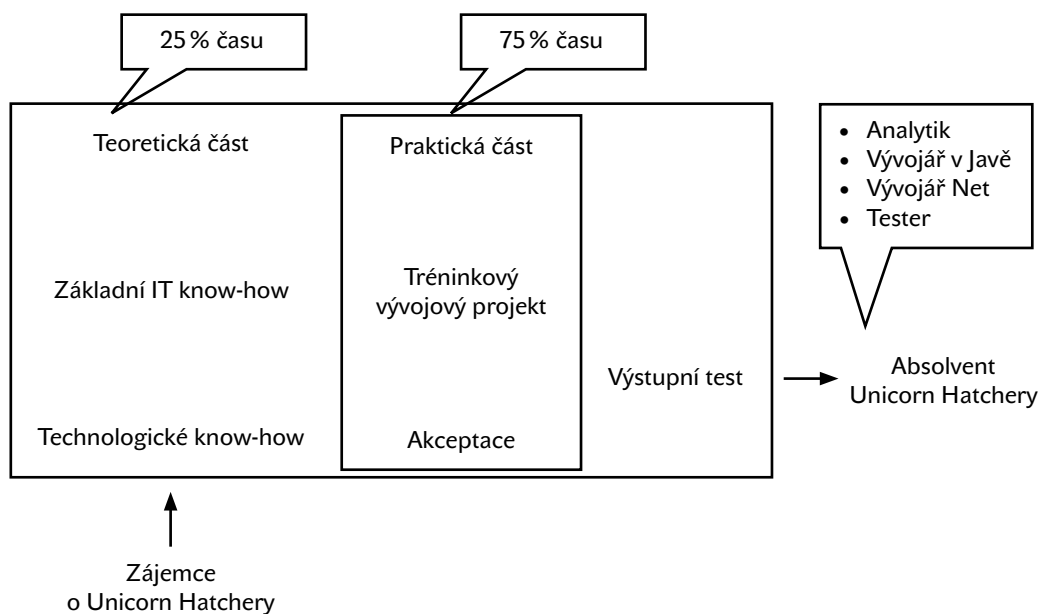 25 % času
75 % času
Teoretická část
Praktická část
• Analytik
• Vývojář v Javě
• Vývojář Net
• Tester
Základní IT know-how
Tréninkový
vývojový projekt
Výstupní test
Absolvent
Unicorn Hatchery
Technologické know-how
Akceptace
Zájemce
o Unicorn Hatchery